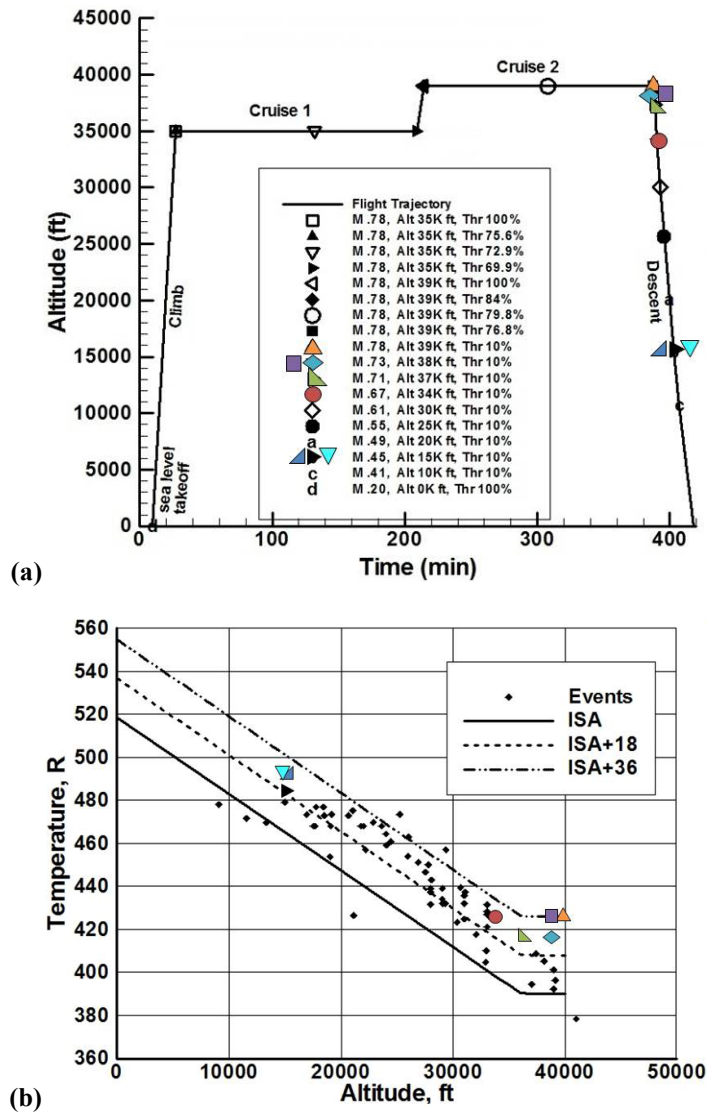 45000
40000
35000
30000
25000
20000
15000
10000
5000
0
Altitude (ft)
Cruise 1
Cruise 2
Climb
sea level
takeoff
d
Descent
a
c
Flight Trajectory
M .78, Alt 35K ft, Thr 100%
M .78, Alt 35K ft, Thr 75.6%
M .78, Alt 35K ft, Thr 72.9%
M .78, Alt 35K ft, Thr 69.9%
M .78, Alt 39K ft, Thr 100%
M .78, Alt 39K ft, Thr 84%
M .78, Alt 39K ft, Thr 79.8%
M .78, Alt 39K ft, Thr 76.8%
M .78, Alt 39K ft, Thr 10%
M .73, Alt 38K ft, Thr 10%
M .71, Alt 37K ft, Thr 10%
M .67, Alt 34K ft, Thr 10%
M .61, Alt 30K ft, Thr 10%
M .55, Alt 25K ft, Thr 10%
a M .49, Alt 20K ft, Thr 10%
M .45, Alt 15K ft, Thr 10%
c M .41, Alt 10K ft, Thr 10%
d M .20, Alt 0K ft, Thr 100%
100 200 300 400
Time (min)
(a)
560
540
520
500
480
460
440
420
400
380
360
Temperature, R
Events
ISA
ISA+18
ISA+36
0 10000 20000 30000 40000 50000
Altitude, ft
(b)